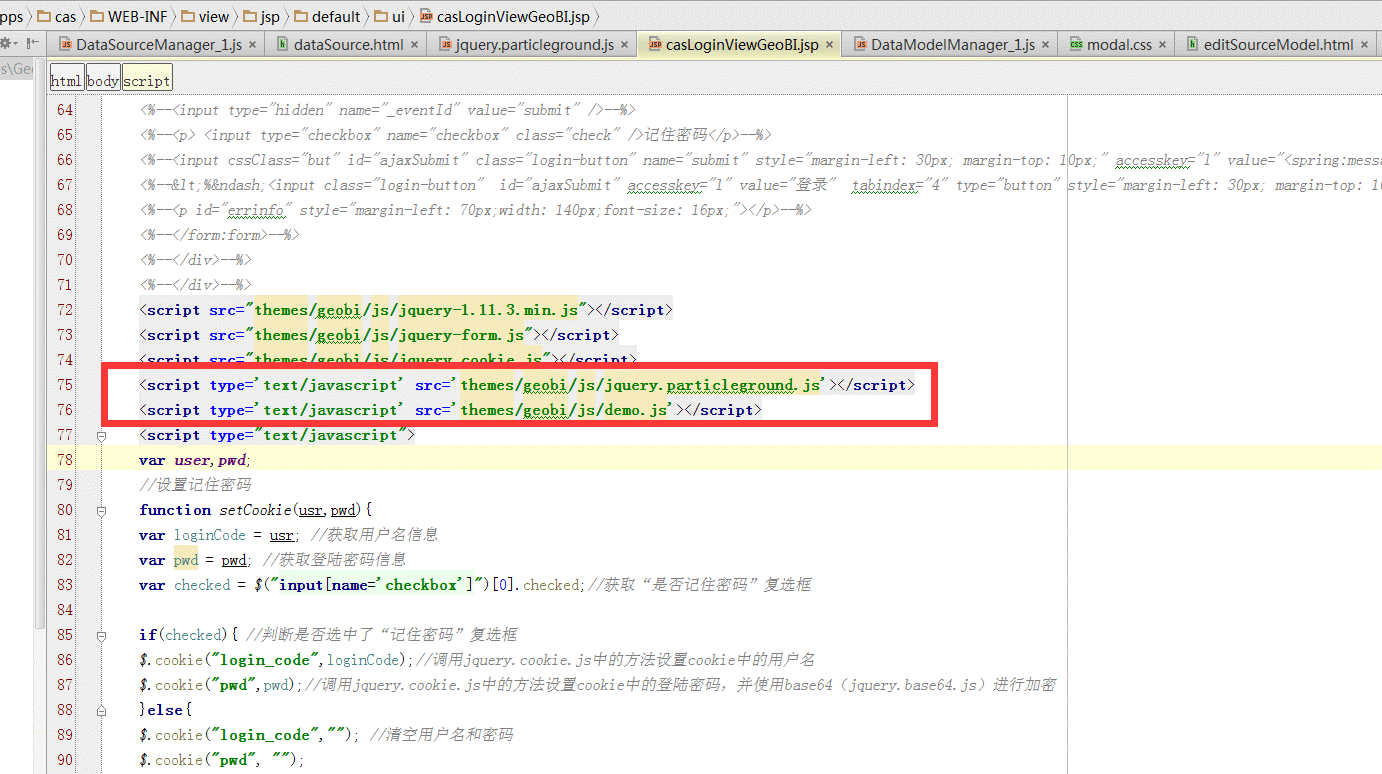 pps cas WEB-INF view jsp default ui casLoginViewGeoBI.jsp
DataSourceManager_1.js × dataSource.html × jquery.particleground.js × casLoginViewGeoBI.jsp × DataModelManager_1.js × modal.css × editSourceModel.html ×
s\Geo
html body script
64 <%--<input type="hidden" name="_eventId" value="submit" />--%>
65 <%--<p> <input type="checkbox" name="checkbox" class="check" />记住密码</p>--%>
66 <%--<input cssClass="but" id="ajaxSubmit" class="login-button" name="submit" style="margin-left: 30px; margin-top: 10px;" accesskey="l" value="<spring:messa
67 <%--&lt;%&ndash;<input class="login-button"  id="ajaxSubmit" accesskey="l" value="登录"  tabindex="4" type="button" style="margin-left: 30px; margin-top: 10
68 <%--<p id="errinfo" style="margin-left: 70px;width: 140px;font-size: 16px;"></p>--%>
69 <%--</form:form>--%>
70 <%--</div>--%>
71 <%--</div>--%>
72 <script src="themes/geobi/js/jquery-1.11.3.min.js"></script>
73 <script src="themes/geobi/js/jquery-form.js"></script>
74 <script src="themes/geobi/js/jquery.cookie.js"></script>
75 <script type='text/javascript' src='themes/geobi/js/jquery.particleground.js'></script>
76 <script type='text/javascript' src='themes/geobi/js/demo.js'></script>
77 <script type="text/javascript">
78 var user,pwd;
79 //设置记住密码
80 function setCookie(usr,pwd){
81 var loginCode = usr; //获取用户名信息
82 var pwd = pwd; //获取登陆密码信息
83 var checked = $("input[name='checkbox']")[0].checked;//获取“是否记住密码”复选框
84
85 if(checked){ //判断是否选中了“记住密码”复选框
86 $.cookie("login_code",loginCode);//调用jquery.cookie.js中的方法设置cookie中的用户名
87 $.cookie("pwd",pwd);//调用jquery.cookie.js中的方法设置cookie中的登陆密码，并使用base64（jquery.base64.js）进行加密
88 }else{
89 $.cookie("login_code",""); //清空用户名和密码
90 $.cookie("pwd", "");